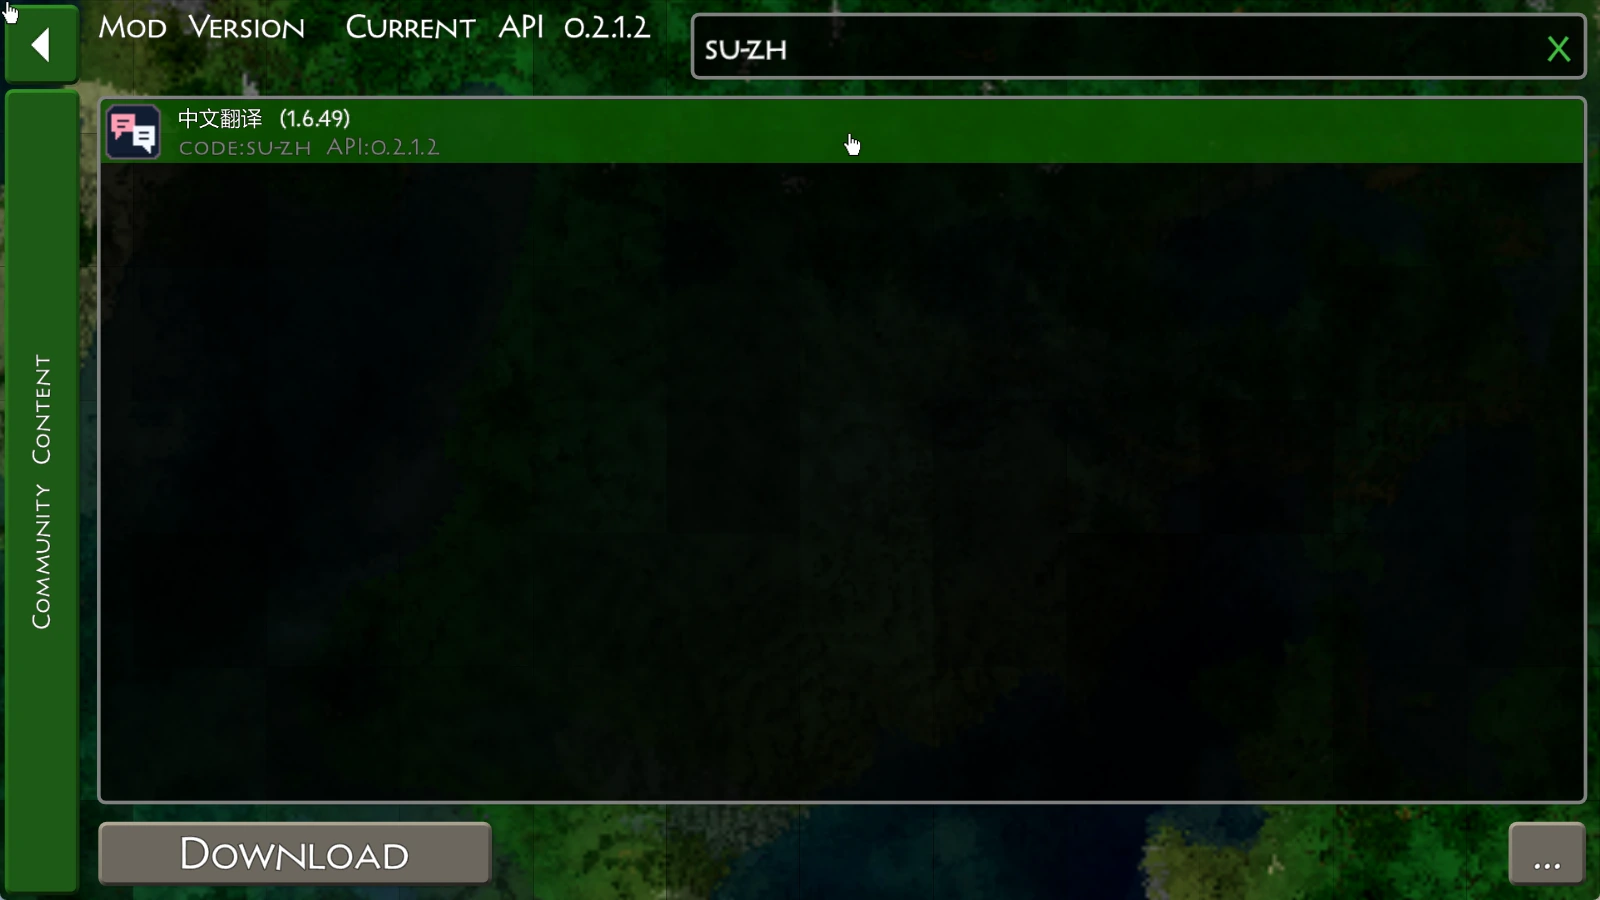 Mod Version Current API 0.2.1.2
SU-ZH X
中文翻译 (1.6.49)
CODE:SU-ZH API:0.2.1.2
Community Content
Download
...